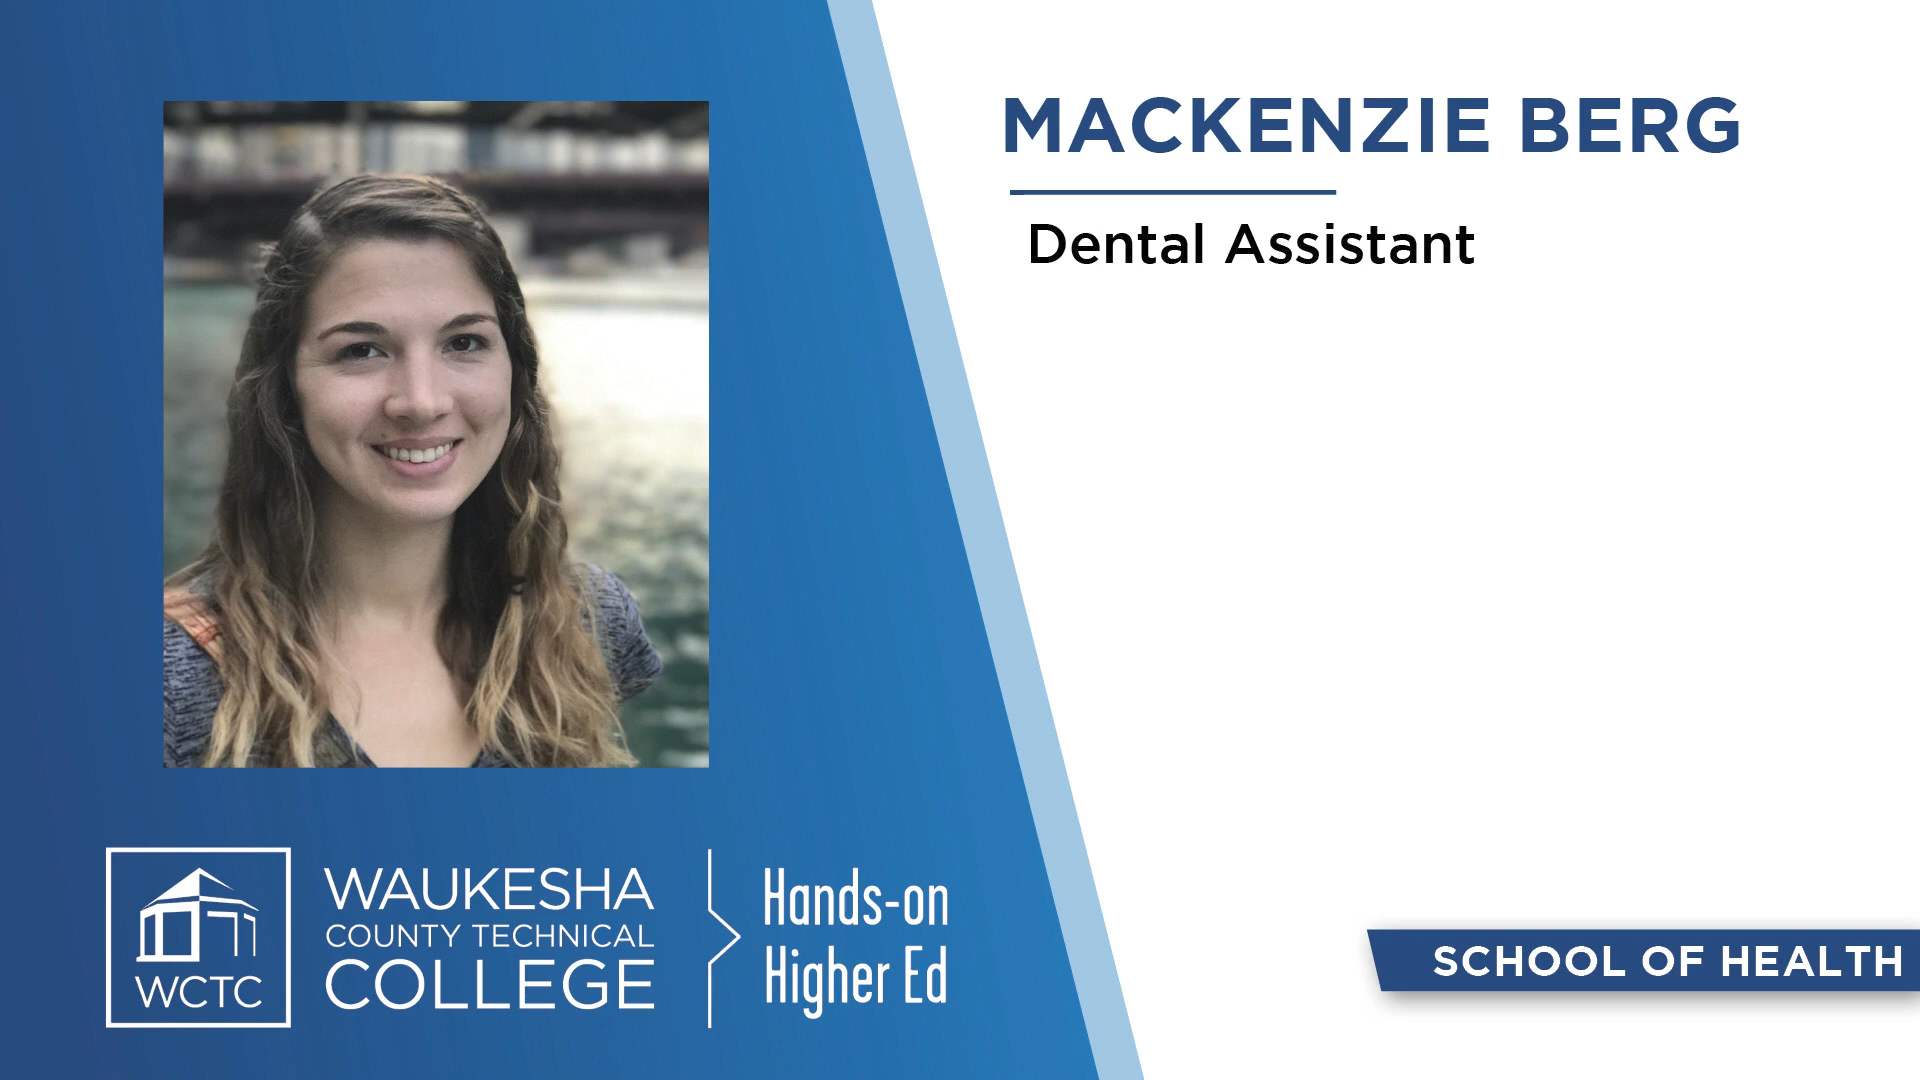 MACKENZIE BERG
Dental Assistant
WCTC
WAUKESHA
COUNTY TECHNICAL
COLLEGE
Hands-on
Higher Ed
SCHOOL OF HEALTH